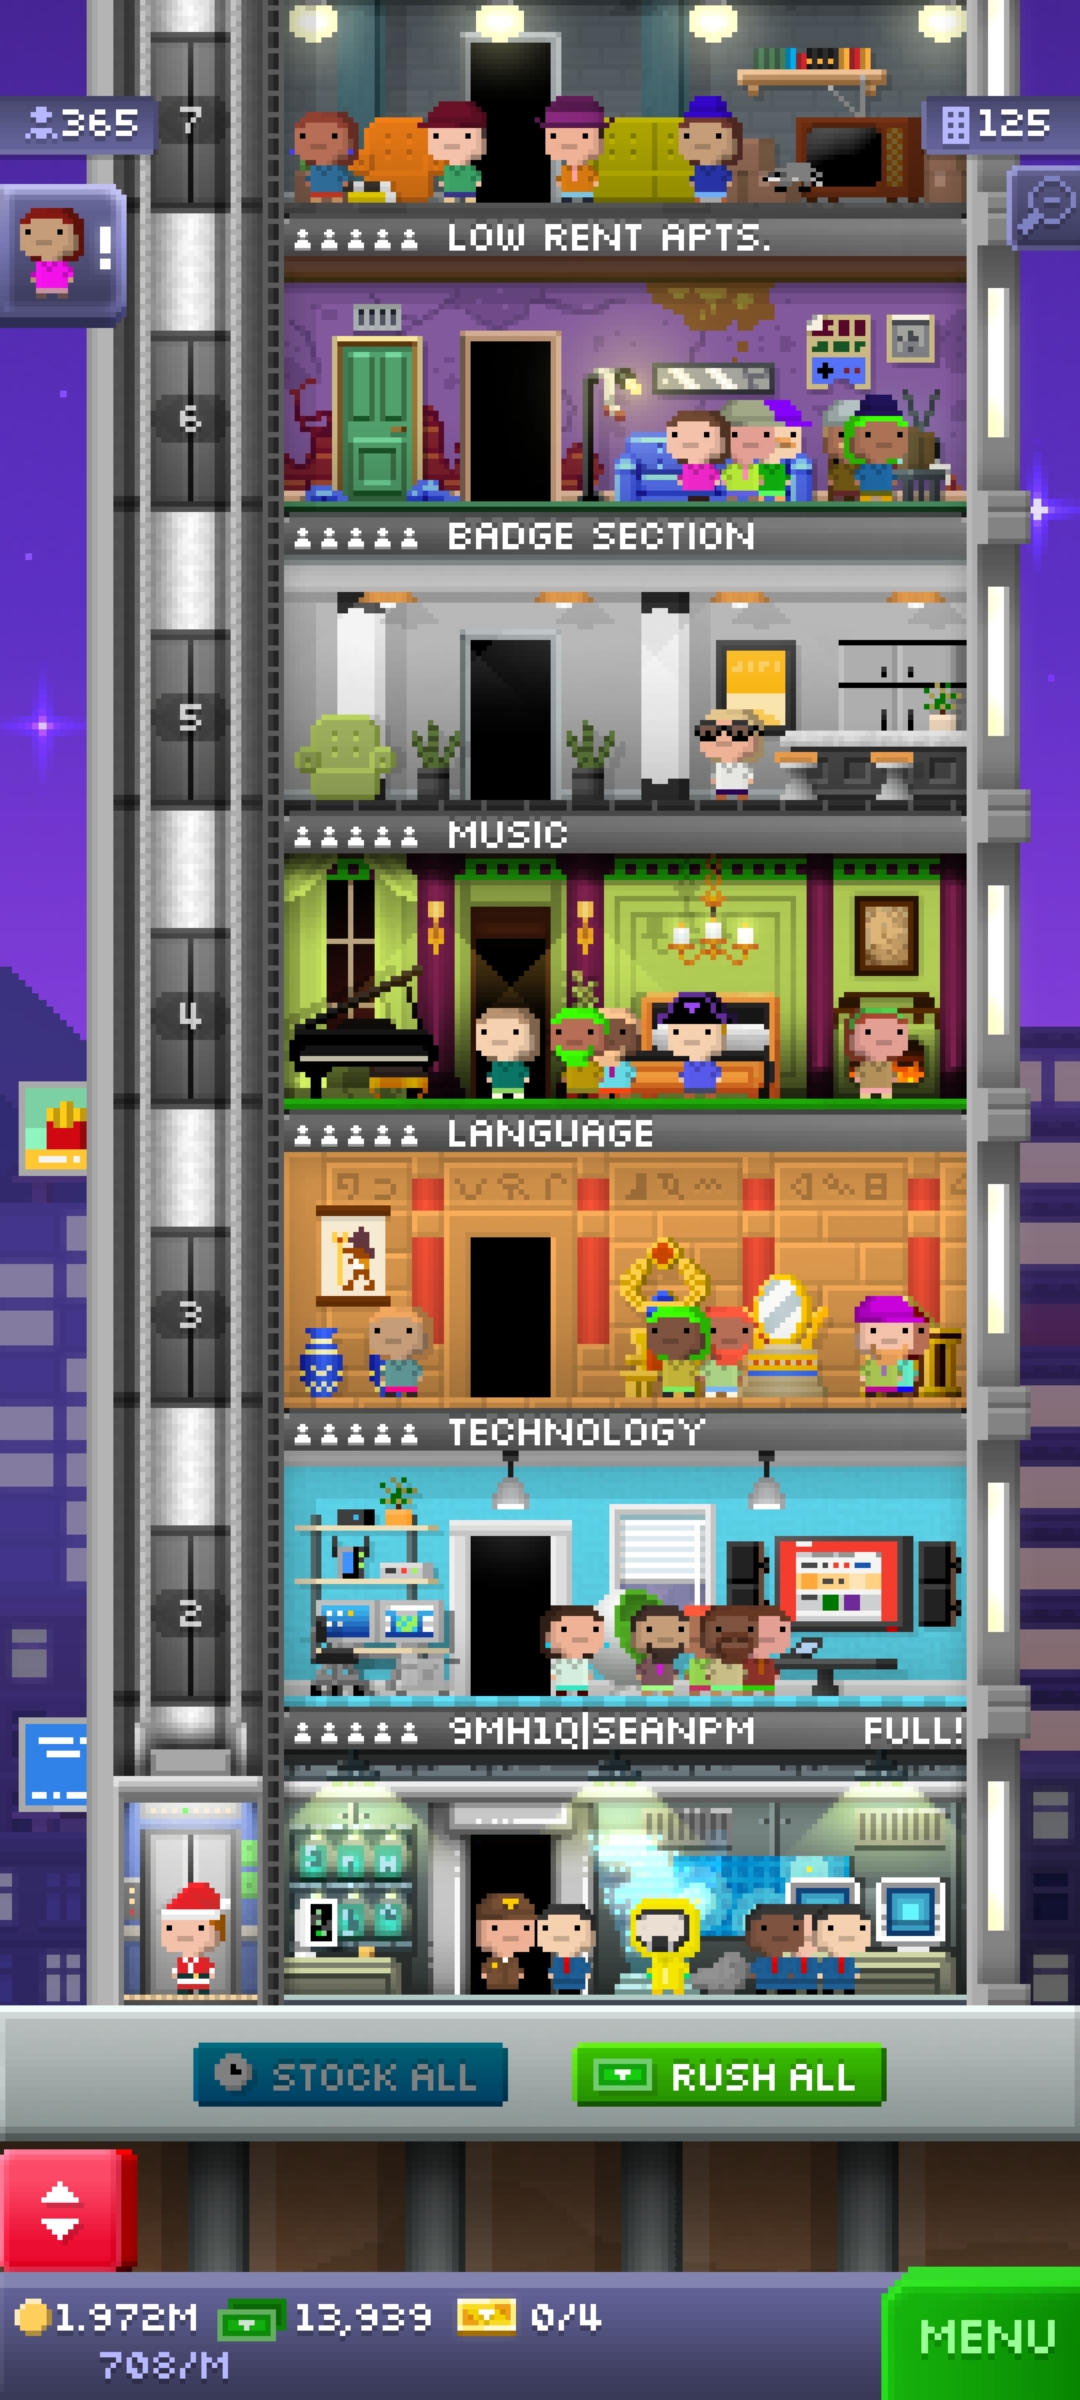 365
7
125
!
LOW RENT APTS.
6
BADGE SECTION
5
MUSIC
4
LANGUAGE
3
TECHNOLOGY
2
9MH1Q|SEANPM FULL!
STOCK ALL
RUSH ALL
1.972M 13,939 0/4
708/M
MENU